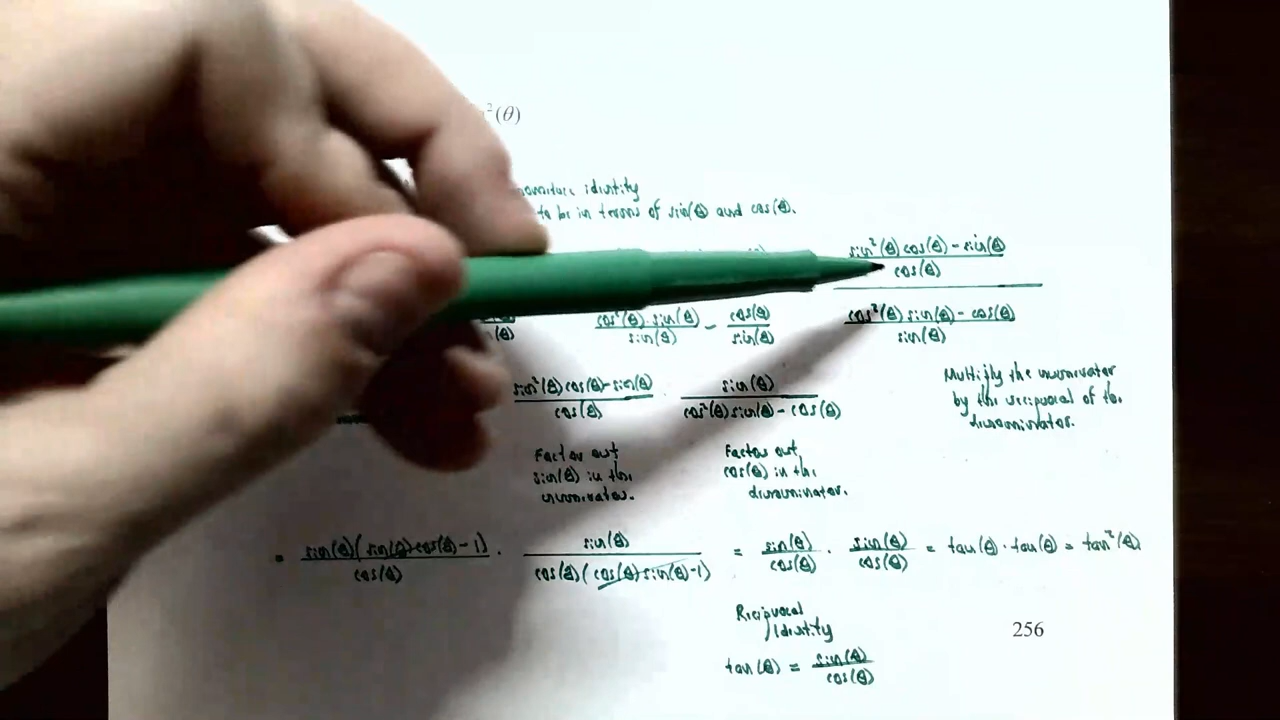 ²(θ)
identity
to be in terms of sin(θ) and cos(θ).
sin²(θ) cos(θ) - sin(θ)
cos(θ)
cos²(θ) · sin(θ) / sin(θ) - cos(θ) / sin(θ)
cos²(θ) sin(θ) - cos(θ)
sin(θ)
sin²(θ) cos(θ) - sin(θ) / cos(θ) · sin(θ) / cos²(θ) sin(θ) - cos(θ)
Multiply the numerator
by the reciprocal of the
denominator.
Factor out
sin(θ) in the
numerator.
Factor out
cos(θ) in the
denominator.
= sin(θ)(sin(θ) cos(θ) - 1) / cos(θ) · sin(θ) / cos(θ)(cos(θ) sin(θ) - 1) = sin(θ) / cos(θ) · sin(θ) / cos(θ) = tan(θ) · tan(θ) = tan²(θ)
Reciprocal
Identity
tan(θ) = sin(θ) / cos(θ)
256